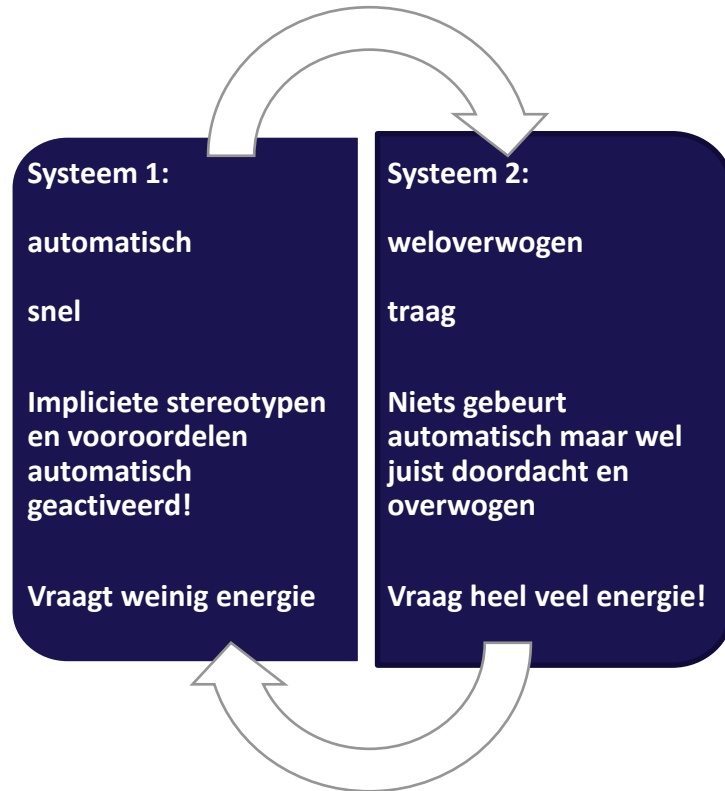 Systeem 1:
automatisch
snel
Impliciete stereotypen
en vooroordelen
automatisch
geactiveerd!
Vraagt weinig energie
Systeem 2:
weloverwogen
traag
Niets gebeurt
automatisch maar wel
juist doordacht en
overwogen
Vraag heel veel energie!